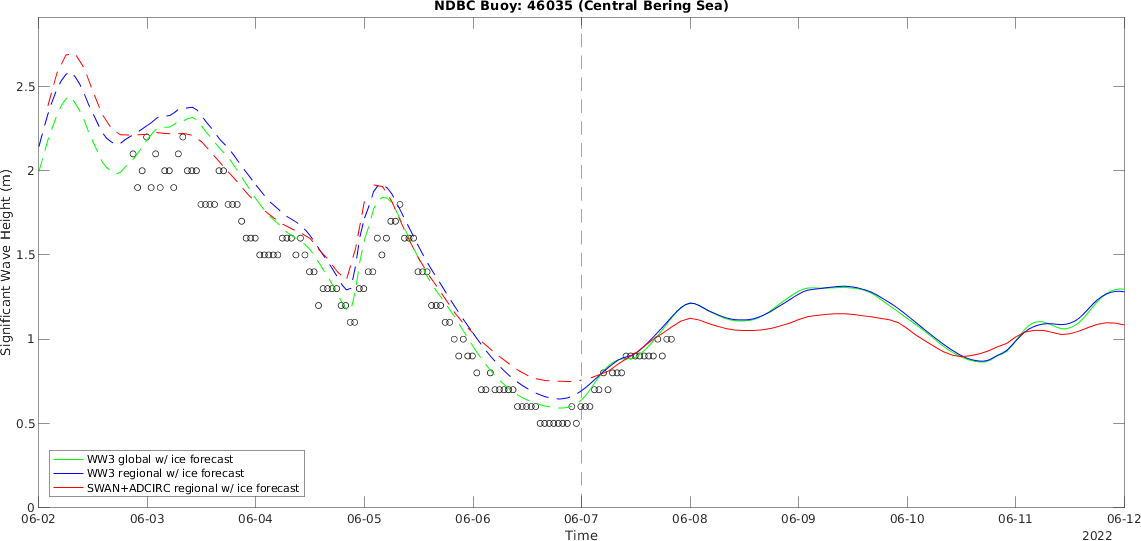 NDBC Buoy: 46035 (Central Bering Sea)
Significant Wave Height (m)
2.5
2
1.5
1
0.5
0
WW3 global w/ ice forecast
WW3 regional w/ ice forecast
SWAN+ADCIRC regional w/ ice forecast
06-02 06-03 06-04 06-05 06-06 06-07 06-08 06-09 06-10 06-11 06-12
Time 2022